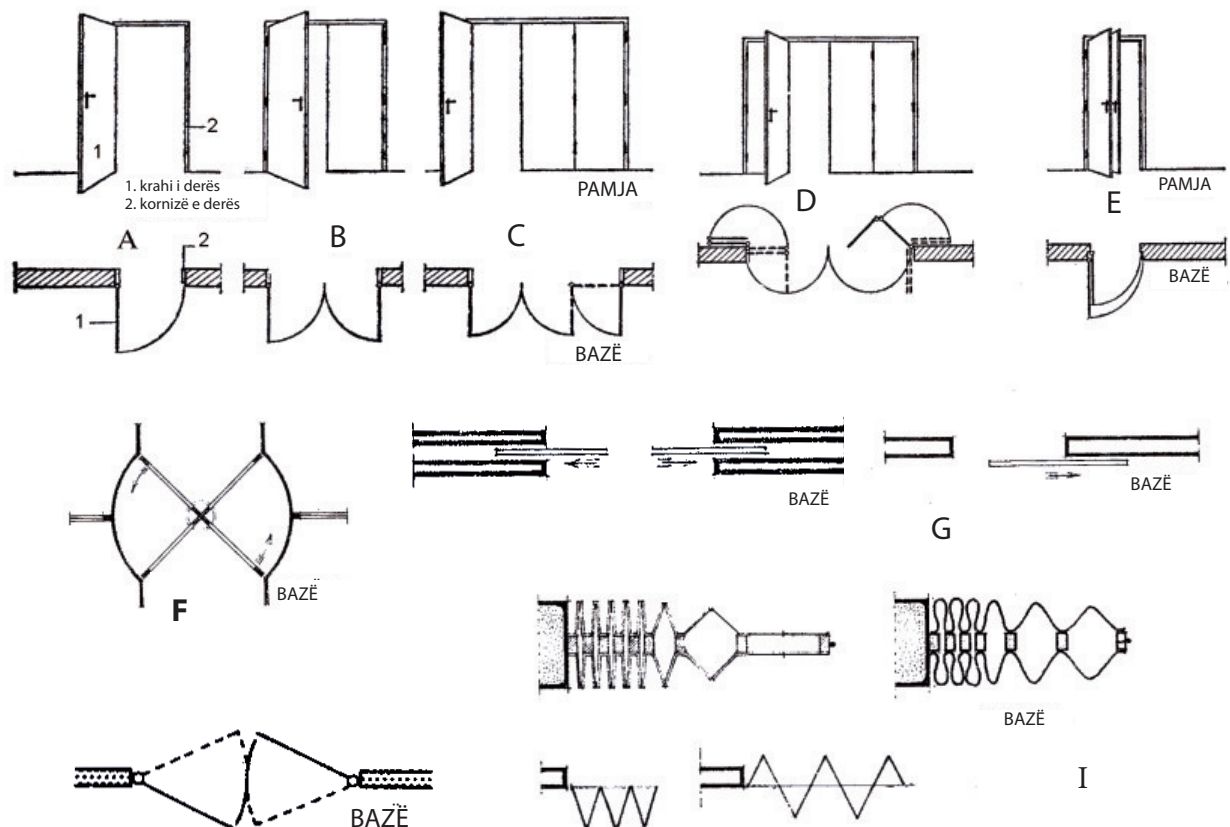 2
1
1. krahi i derës
2. kornizë e derës
PAMJA
PAMJA
A
B
C
D
E
2
1
BAZË
BAZË
F
BAZË
BAZË
BAZË
G
BAZË
BAZË
I